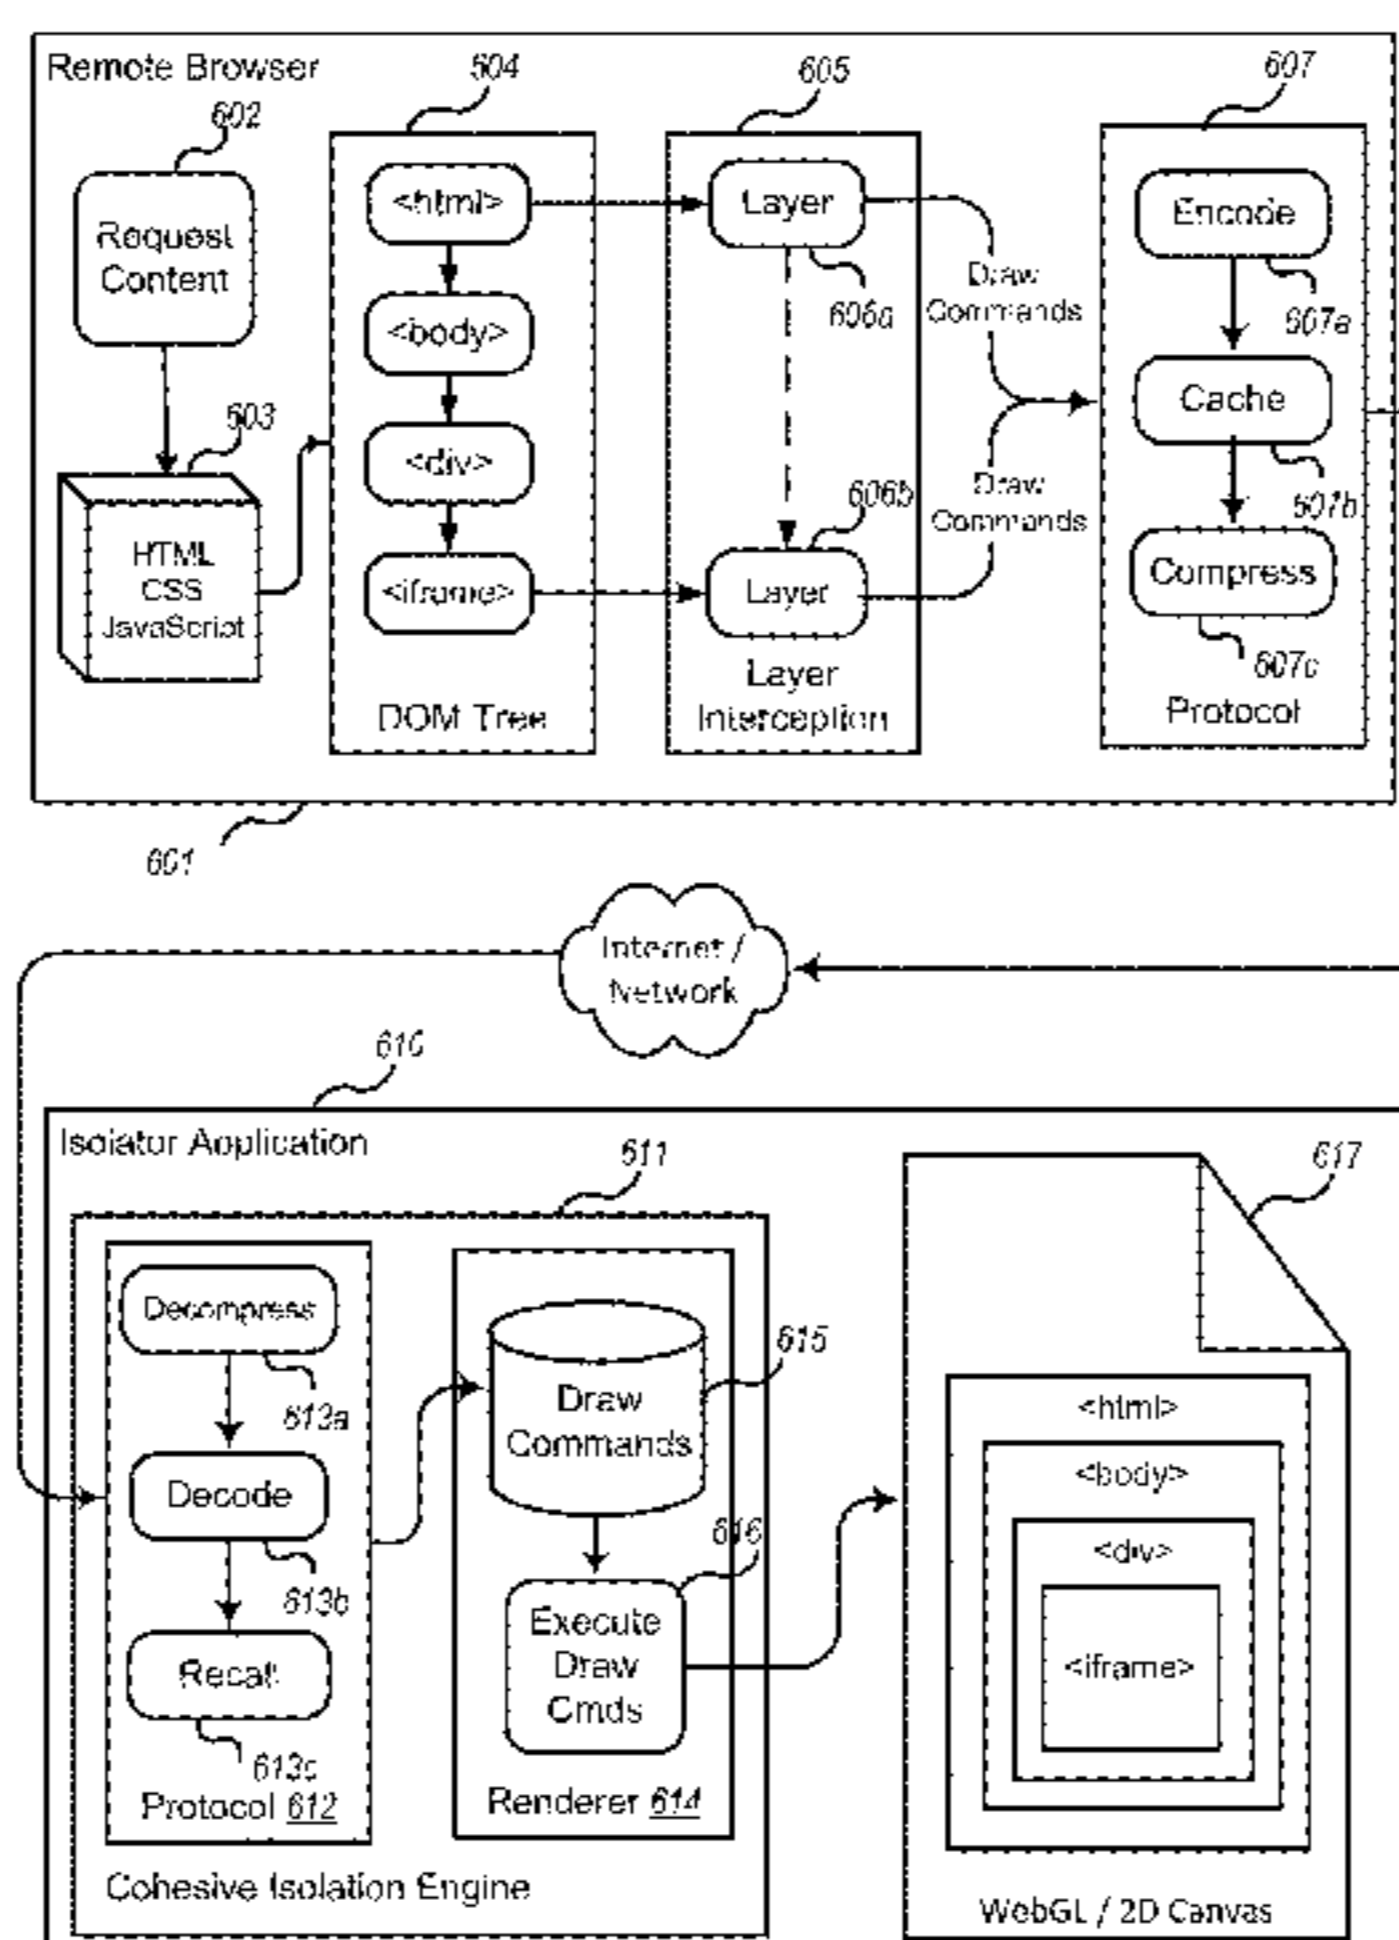 Remote Browser
602
604
605
607
Request
Content
603
HTML
CSS
JavaScript
<html>
<body>
<div>
<iframe>
DOM Tree
Layer
606a
606b
Layer
Layer
Interception
Draw
Commands
Draw
Commands
Encode
607a
Cache
607b
Compress
607c
Protocol
601
Internet /
Network
610
Isolator Application
611
Decompress
613a
Decode
613b
Recall
613c
Protocol 612
Draw
Commands
615
616
Execute
Draw
Cmds
Renderer 614
Cohesive Isolation Engine
617
<html>
<body>
<div>
<iframe>
WebGL / 2D Canvas